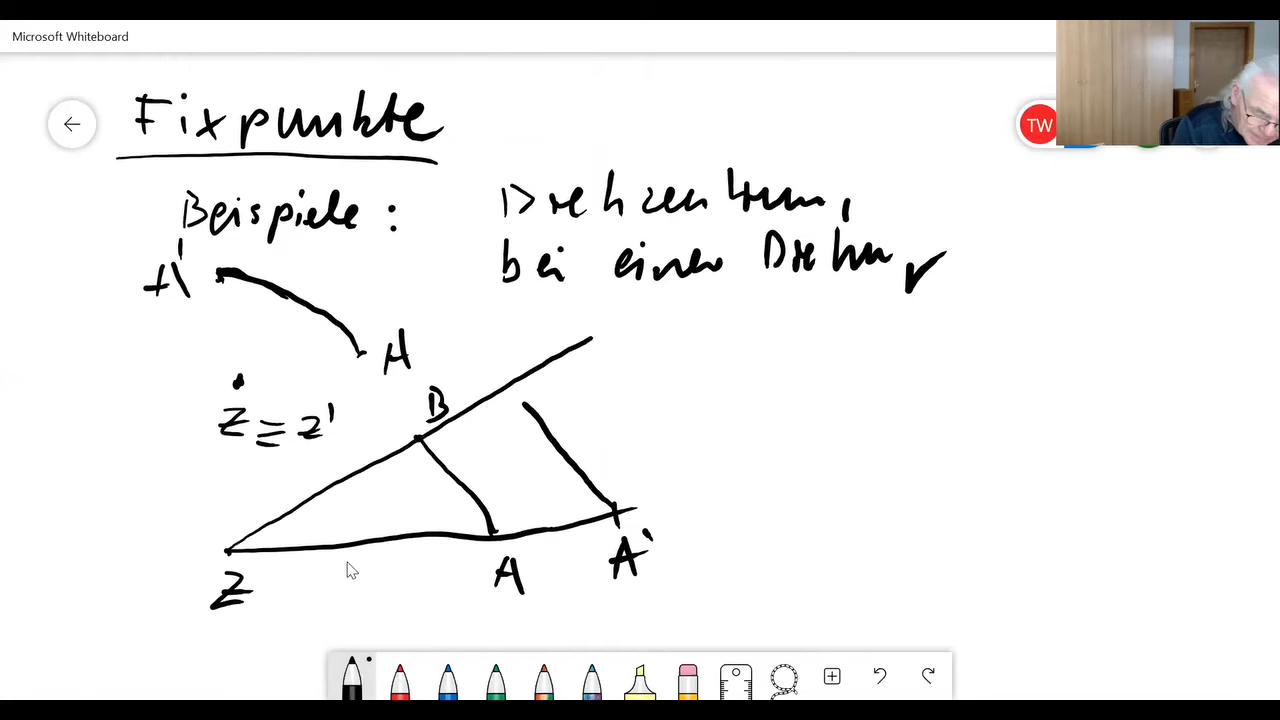 Microsoft Whiteboard
Fixpunkte
TW
Beispiele: Drehzentrum,
bei einer Drehung
A'
A
Z ≡ Z'
B
Z
A
A'